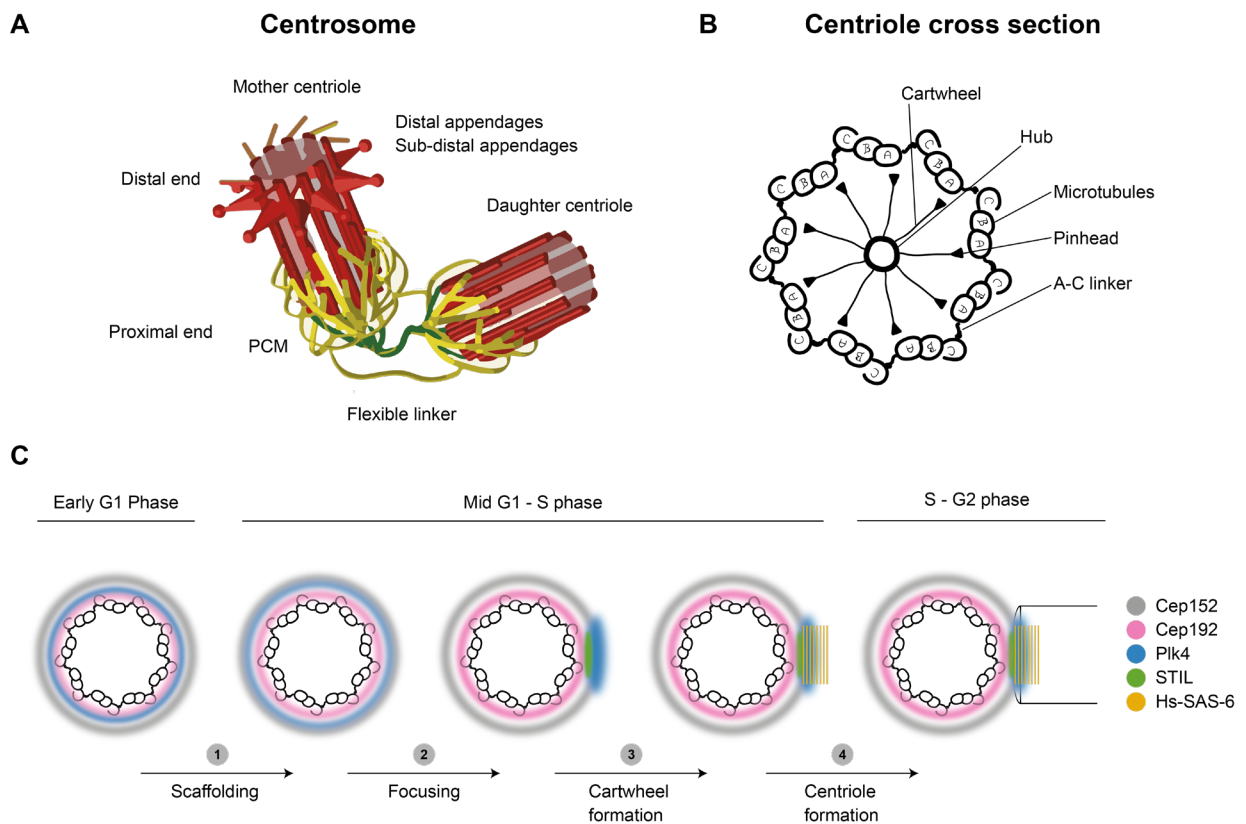 A
Centrosome
Mother centriole
Distal appendages
Sub-distal appendages
Distal end
Daughter centriole
Proximal end
PCM
Flexible linker
B
Centriole cross section
Cartwheel
Hub
Microtubules
Pinhead
A-C linker
C B A
C B A
C B A
C B A
C B A
C B A
C B A
C B A
C B A
C
Early G1 Phase
Mid G1 - S phase
S - G2 phase
Cep152
Cep192
Plk4
STIL
Hs-SAS-6
1
Scaffolding
2
Focusing
3
Cartwheel
formation
4
Centriole
formation